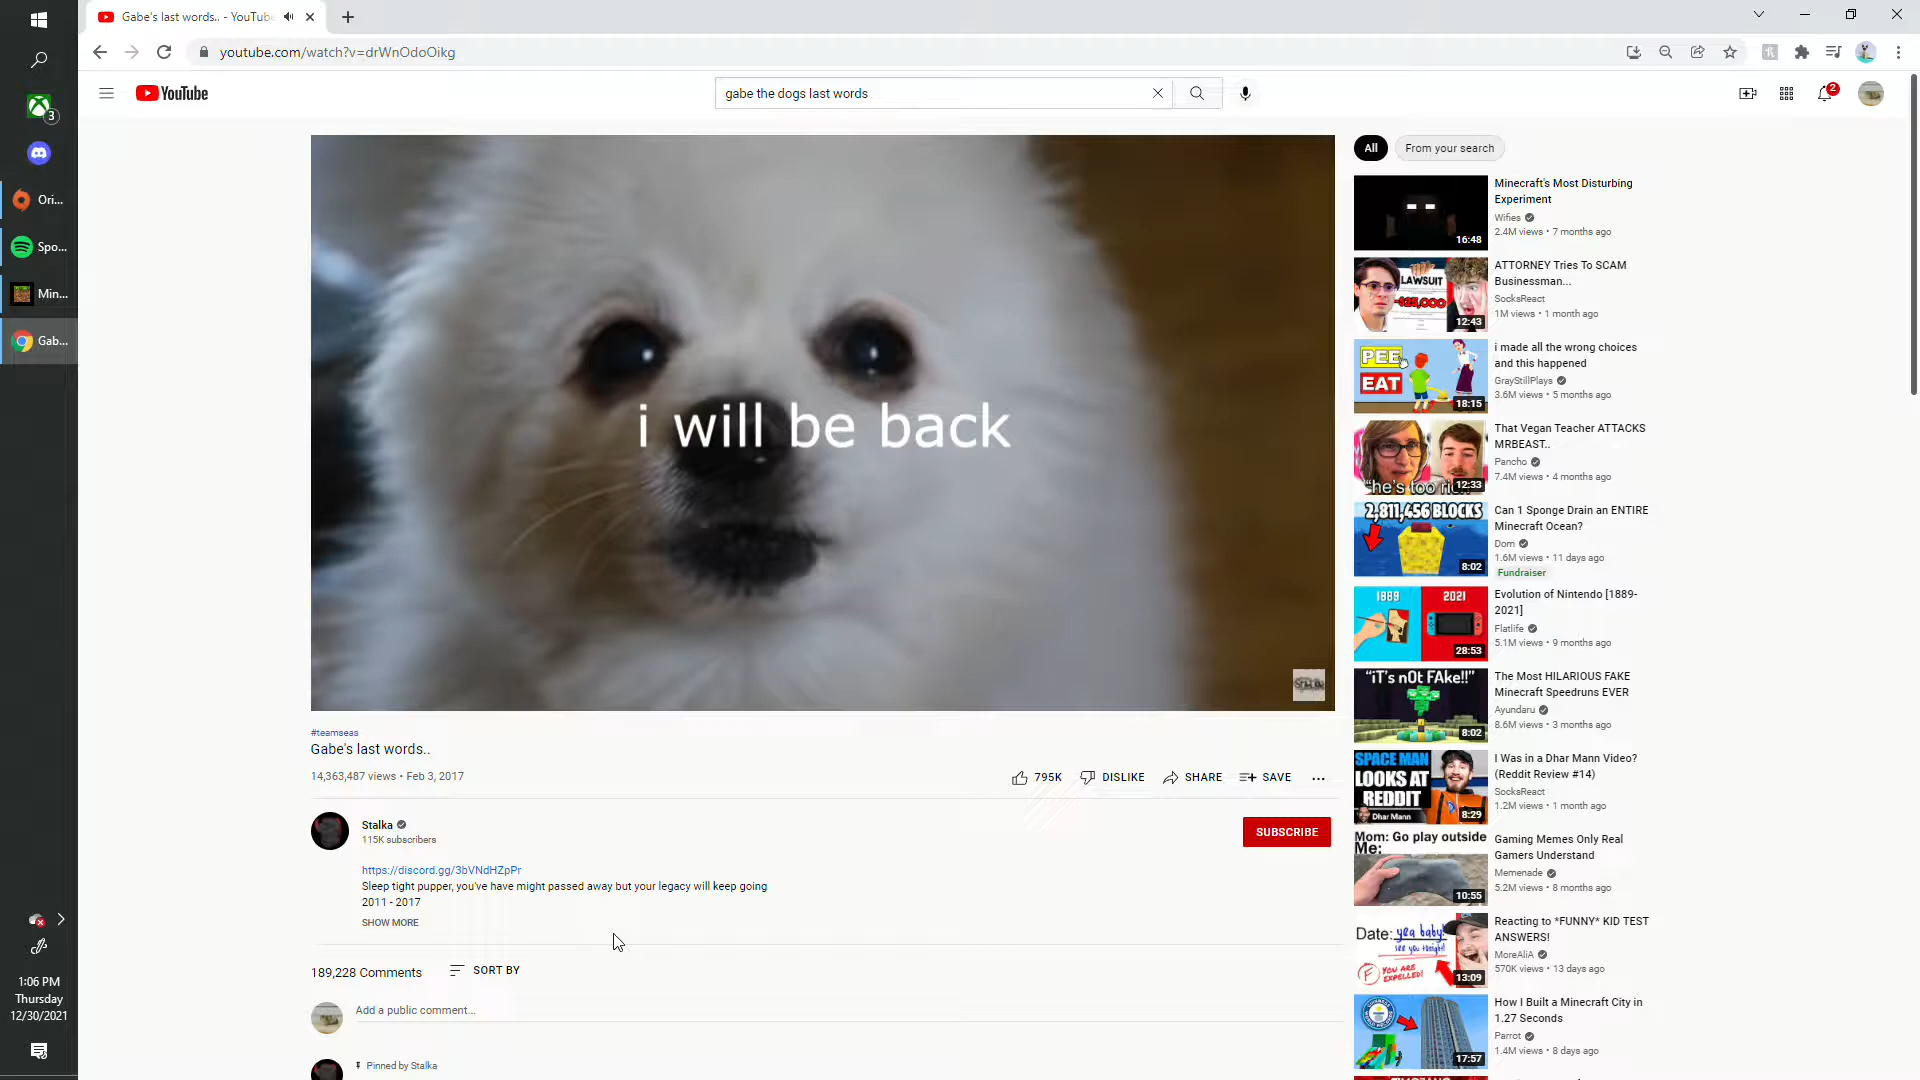 Gabe's last words.. - YouTube
youtube.com/watch?v=drWnOdoOikg
3
Ori...
Spo...
Min...
Gab...
1:06 PM
Thursday
12/30/2021
YouTube
gabe the dogs last words
2
i will be back
#teamseas
Gabe's last words..
14,363,487 views • Feb 3, 2017
795K
DISLIKE
SHARE
SAVE
Stalka
115K subscribers
SUBSCRIBE
https://discord.gg/3bVNdHZpPr
Sleep tight pupper, you've have might passed away but your legacy will keep going
2011 - 2017
SHOW MORE
189,228 Comments
SORT BY
Add a public comment...
Pinned by Stalka
All
From your search
16:48
Minecraft's Most Disturbing
Experiment
Wifies
2.4M views • 7 months ago
LAWSUIT
-$25,000
12:43
ATTORNEY Tries To SCAM
Businessman...
SocksReact
1M views • 1 month ago
PEE
EAT
18:15
i made all the wrong choices
and this happened
GrayStillPlays
3.6M views • 5 months ago
"he's too
12:33
That Vegan Teacher ATTACKS
MRBEAST..
Pancho
7.4M views • 4 months ago
2,811,456 BLOCKS
8:02
Can 1 Sponge Drain an ENTIRE
Minecraft Ocean?
Dom
1.6M views • 11 days ago
Fundraiser
1889
2021
28:53
Evolution of Nintendo [1889-
2021]
Flatlife
5.1M views • 9 months ago
"iT's nOt FAke!!"
8:02
The Most HILARIOUS FAKE
Minecraft Speedruns EVER
Ayundaru
8.6M views • 3 months ago
SPACE MAN
LOOKS AT
REDDIT
Dhar Mann
8:29
I Was in a Dhar Mann Video?
(Reddit Review #14)
SocksReact
1.2M views • 1 month ago
Mom: Go play outside
Me:
10:55
Gaming Memes Only Real
Gamers Understand
Memenade
5.2M views • 8 months ago
Date: yea baby!
see you tonight!
F YOU ARE
EXPELLED!
13:09
Reacting to *FUNNY* KID TEST
ANSWERS!
MoreAliA
570K views • 13 days ago
17:57
How I Built a Minecraft City in
1.27 Seconds
Parrot
1.4M views • 8 days ago